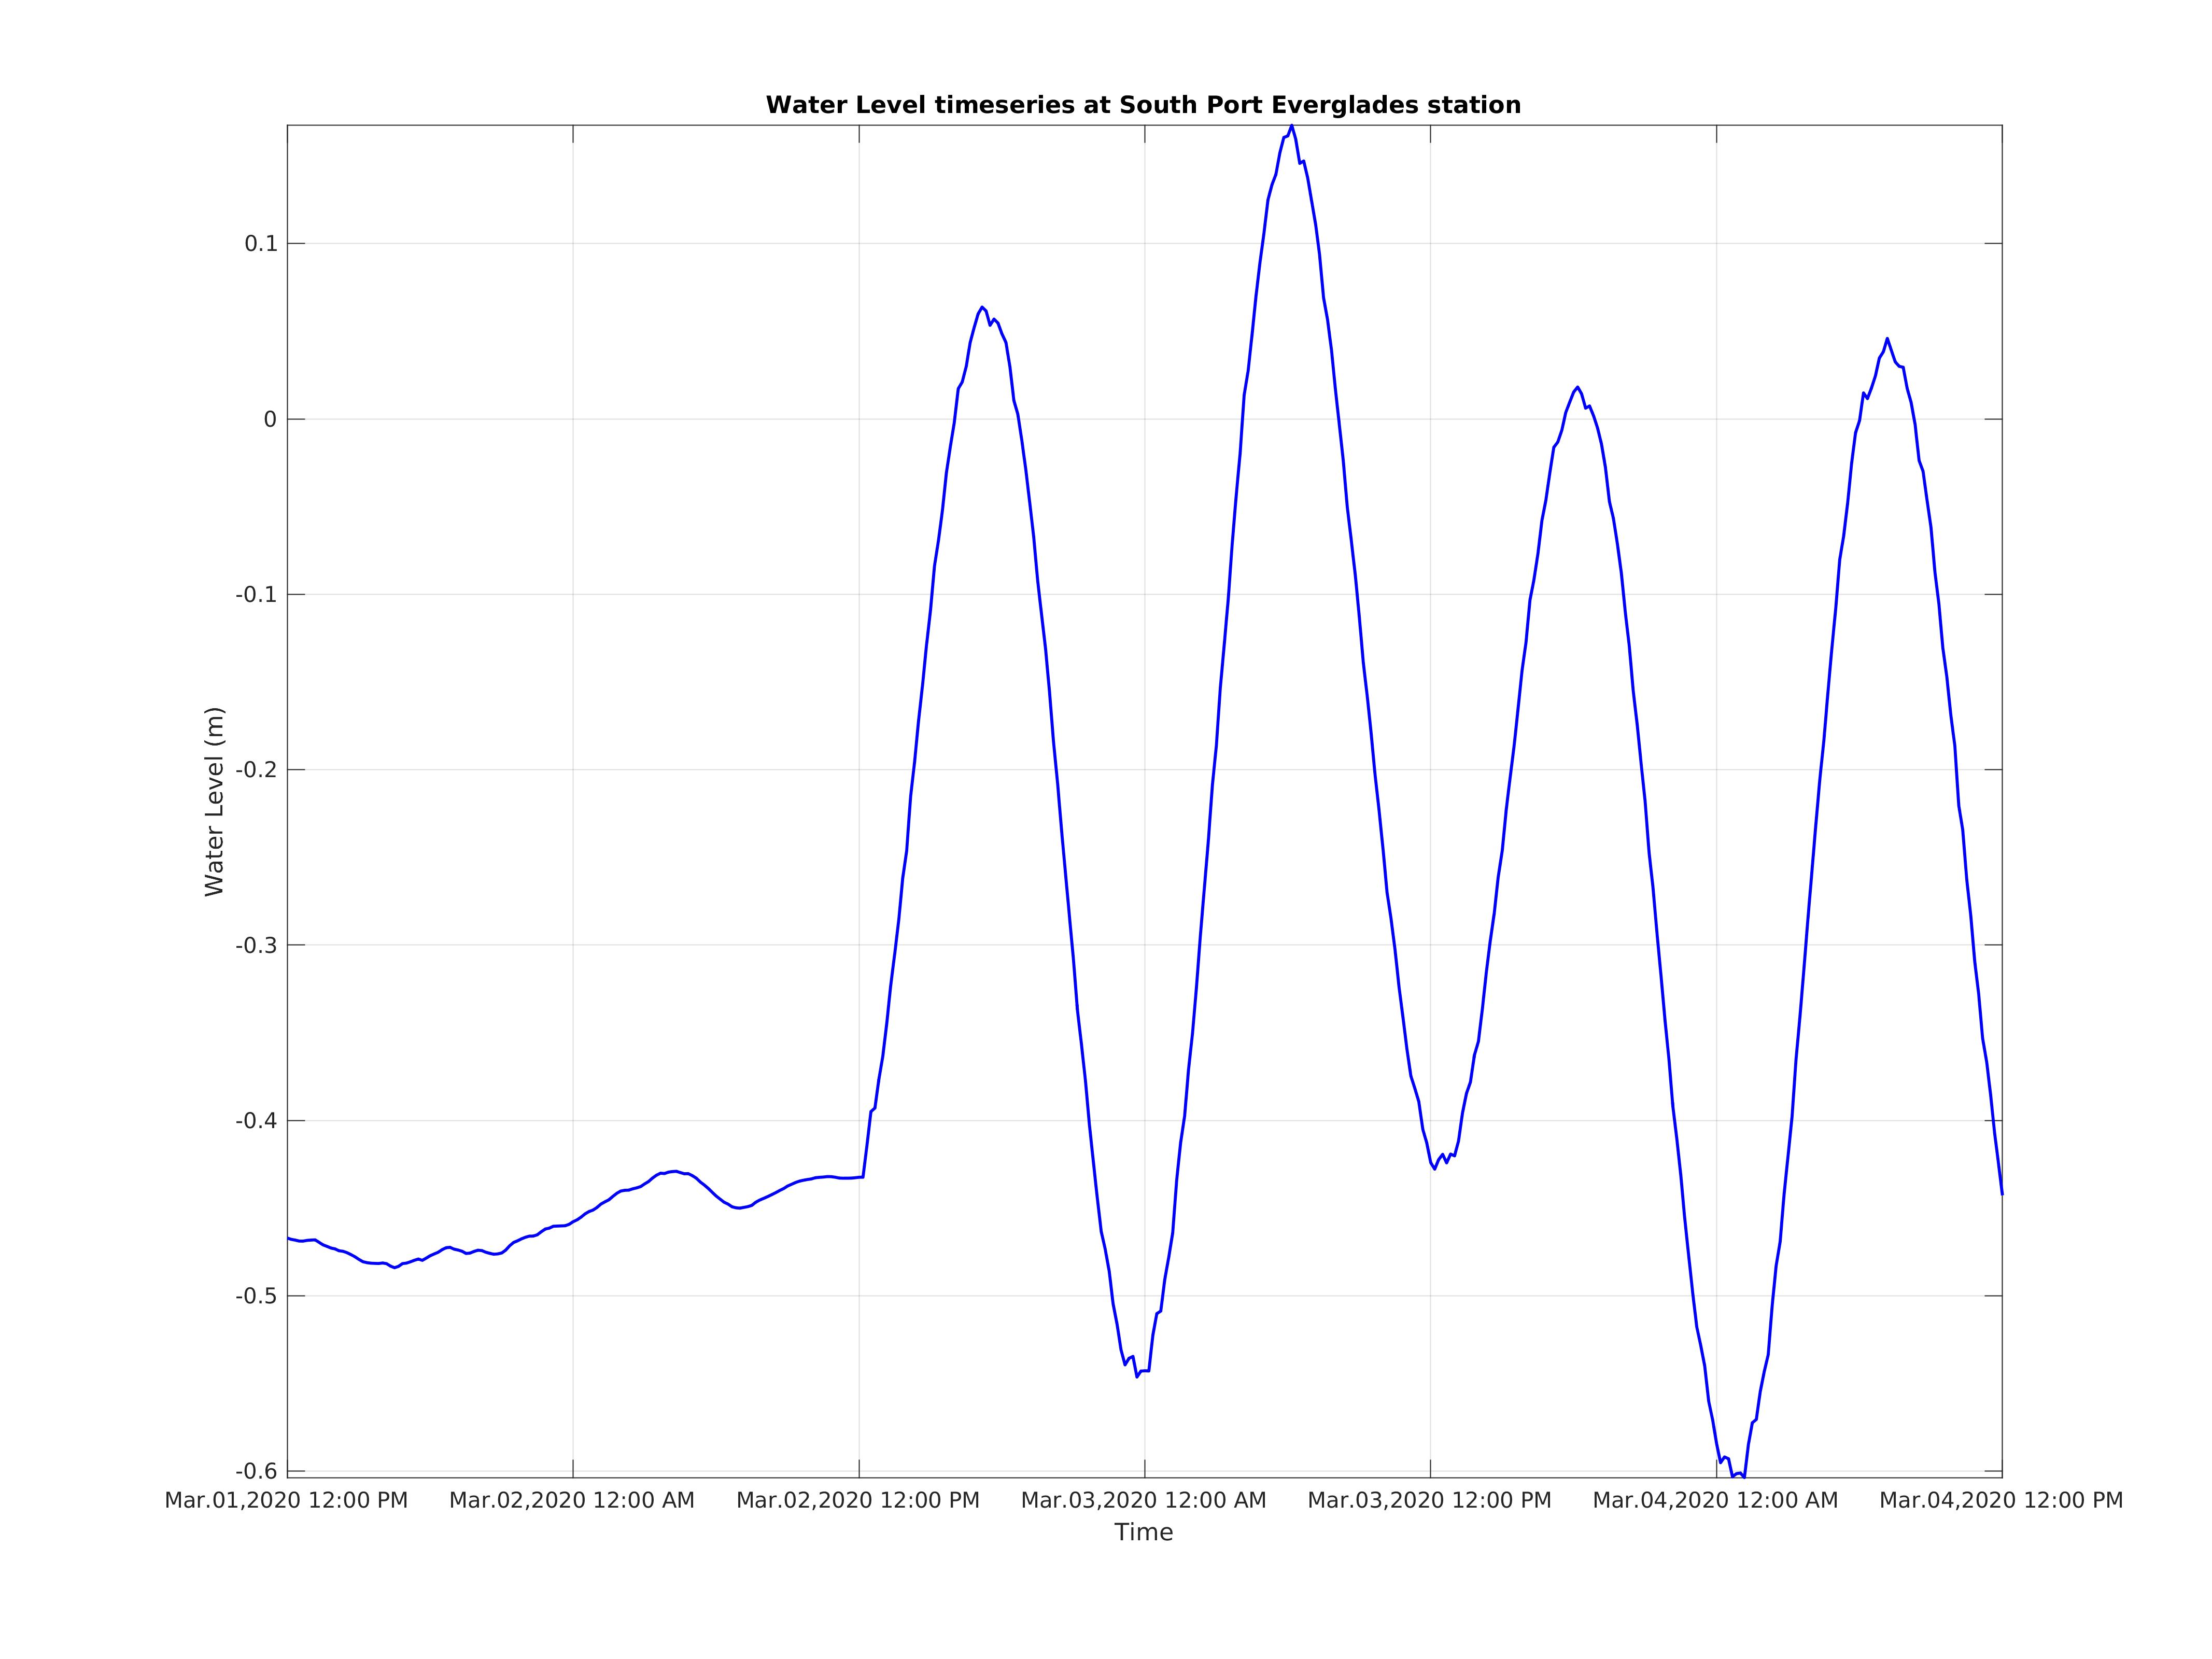 Water Level timeseries at South Port Everglades station
0.1
0
-0.1
-0.2
-0.3
-0.4
-0.5
-0.6
Water Level (m)
Mar.01,2020 12:00 PM Mar.02,2020 12:00 AM Mar.02,2020 12:00 PM Mar.03,2020 12:00 AM Mar.03,2020 12:00 PM Mar.04,2020 12:00 AM Mar.04,2020 12:00 PM
Time